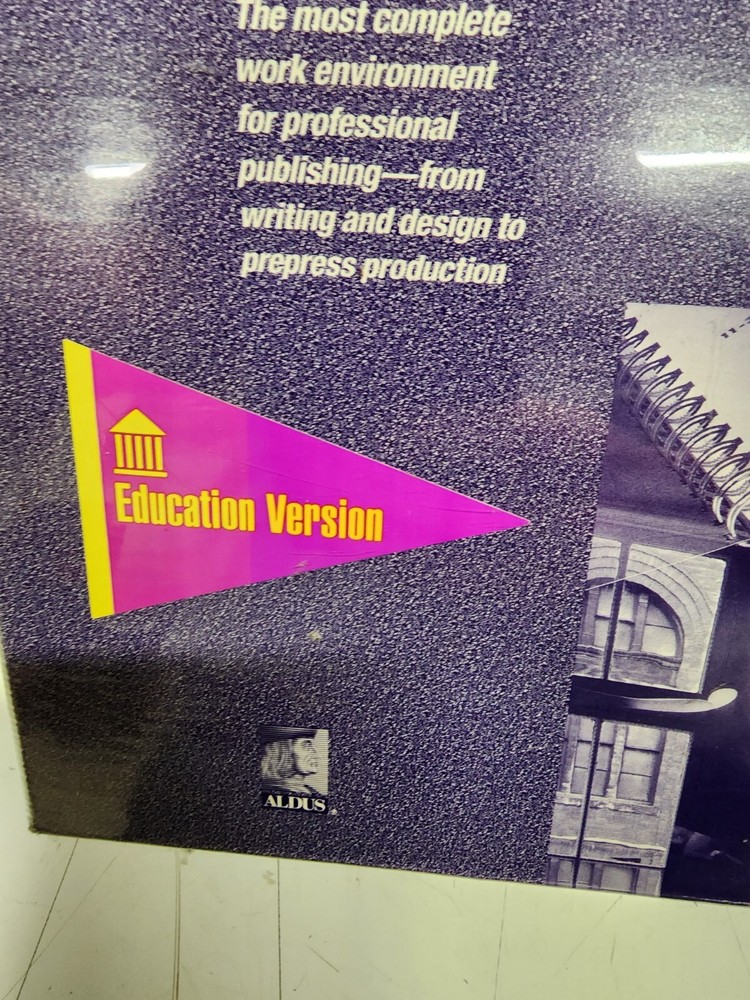 The most complete
work environment
for professional
publishing—from
writing and design to
prepress production
Education Version
ALDUS®